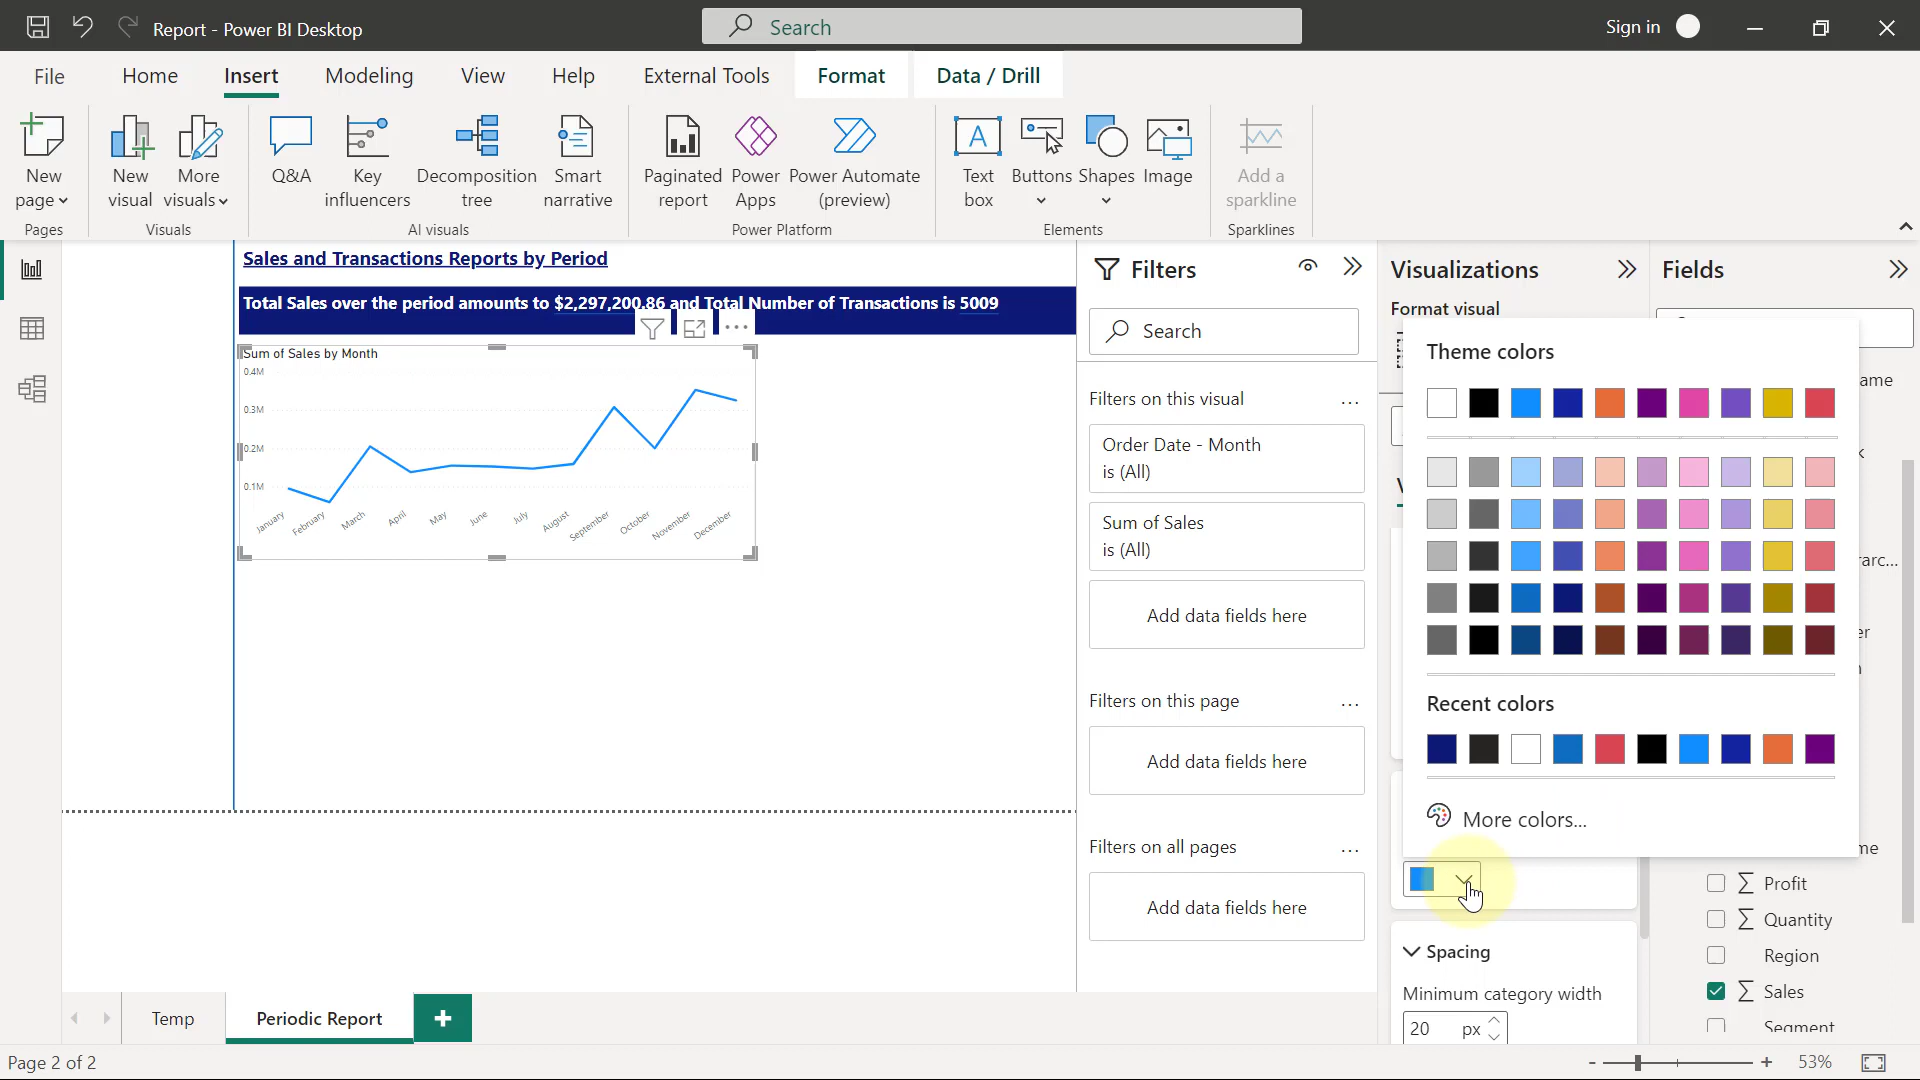 Report - Power BI Desktop
Search
Sign in
File
Home
Insert
Modeling
View
Help
External Tools
Format
Data / Drill
New page
New visual
More visuals
Q&A
Key influencers
Decomposition tree
Smart narrative
Paginated report
Power Apps
Power Automate (preview)
Text box
Buttons
Shapes
Image
Add a sparkline
Pages
Visuals
AI visuals
Power Platform
Elements
Sparklines
Sales and Transactions Reports by Period
Total Sales over the period amounts to $2,297,200.86 and Total Number of Transactions is 5009
Sum of Sales by Month
0.4M
0.3M
0.2M
0.1M
January
February
March
April
May
June
July
August
September
October
November
December
Filters
Search
Filters on this visual
...
Order Date - Month
is (All)
Sum of Sales
is (All)
Add data fields here
Filters on this page
...
Add data fields here
Filters on all pages
...
Add data fields here
Visualizations
Format visual
Theme colors
Recent colors
More colors...
Spacing
Minimum category width
20 px
Fields
ame
k
arc...
er
me
Profit
Quantity
Region
Sales
Segment
Temp
Periodic Report
Page 2 of 2
- + 53%